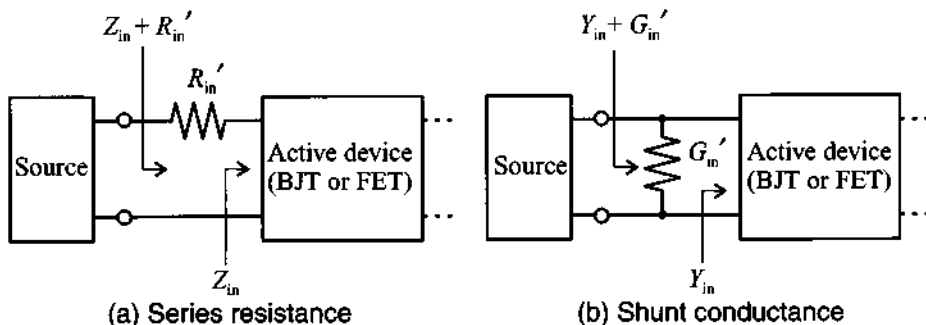 Z_in + R_in′
R_in′
Source
Active device
(BJT or FET)
Z_in
(a) Series resistance
Y_in + G_in′
G_in′
Source
Active device
(BJT or FET)
Y_in
(b) Shunt conductance